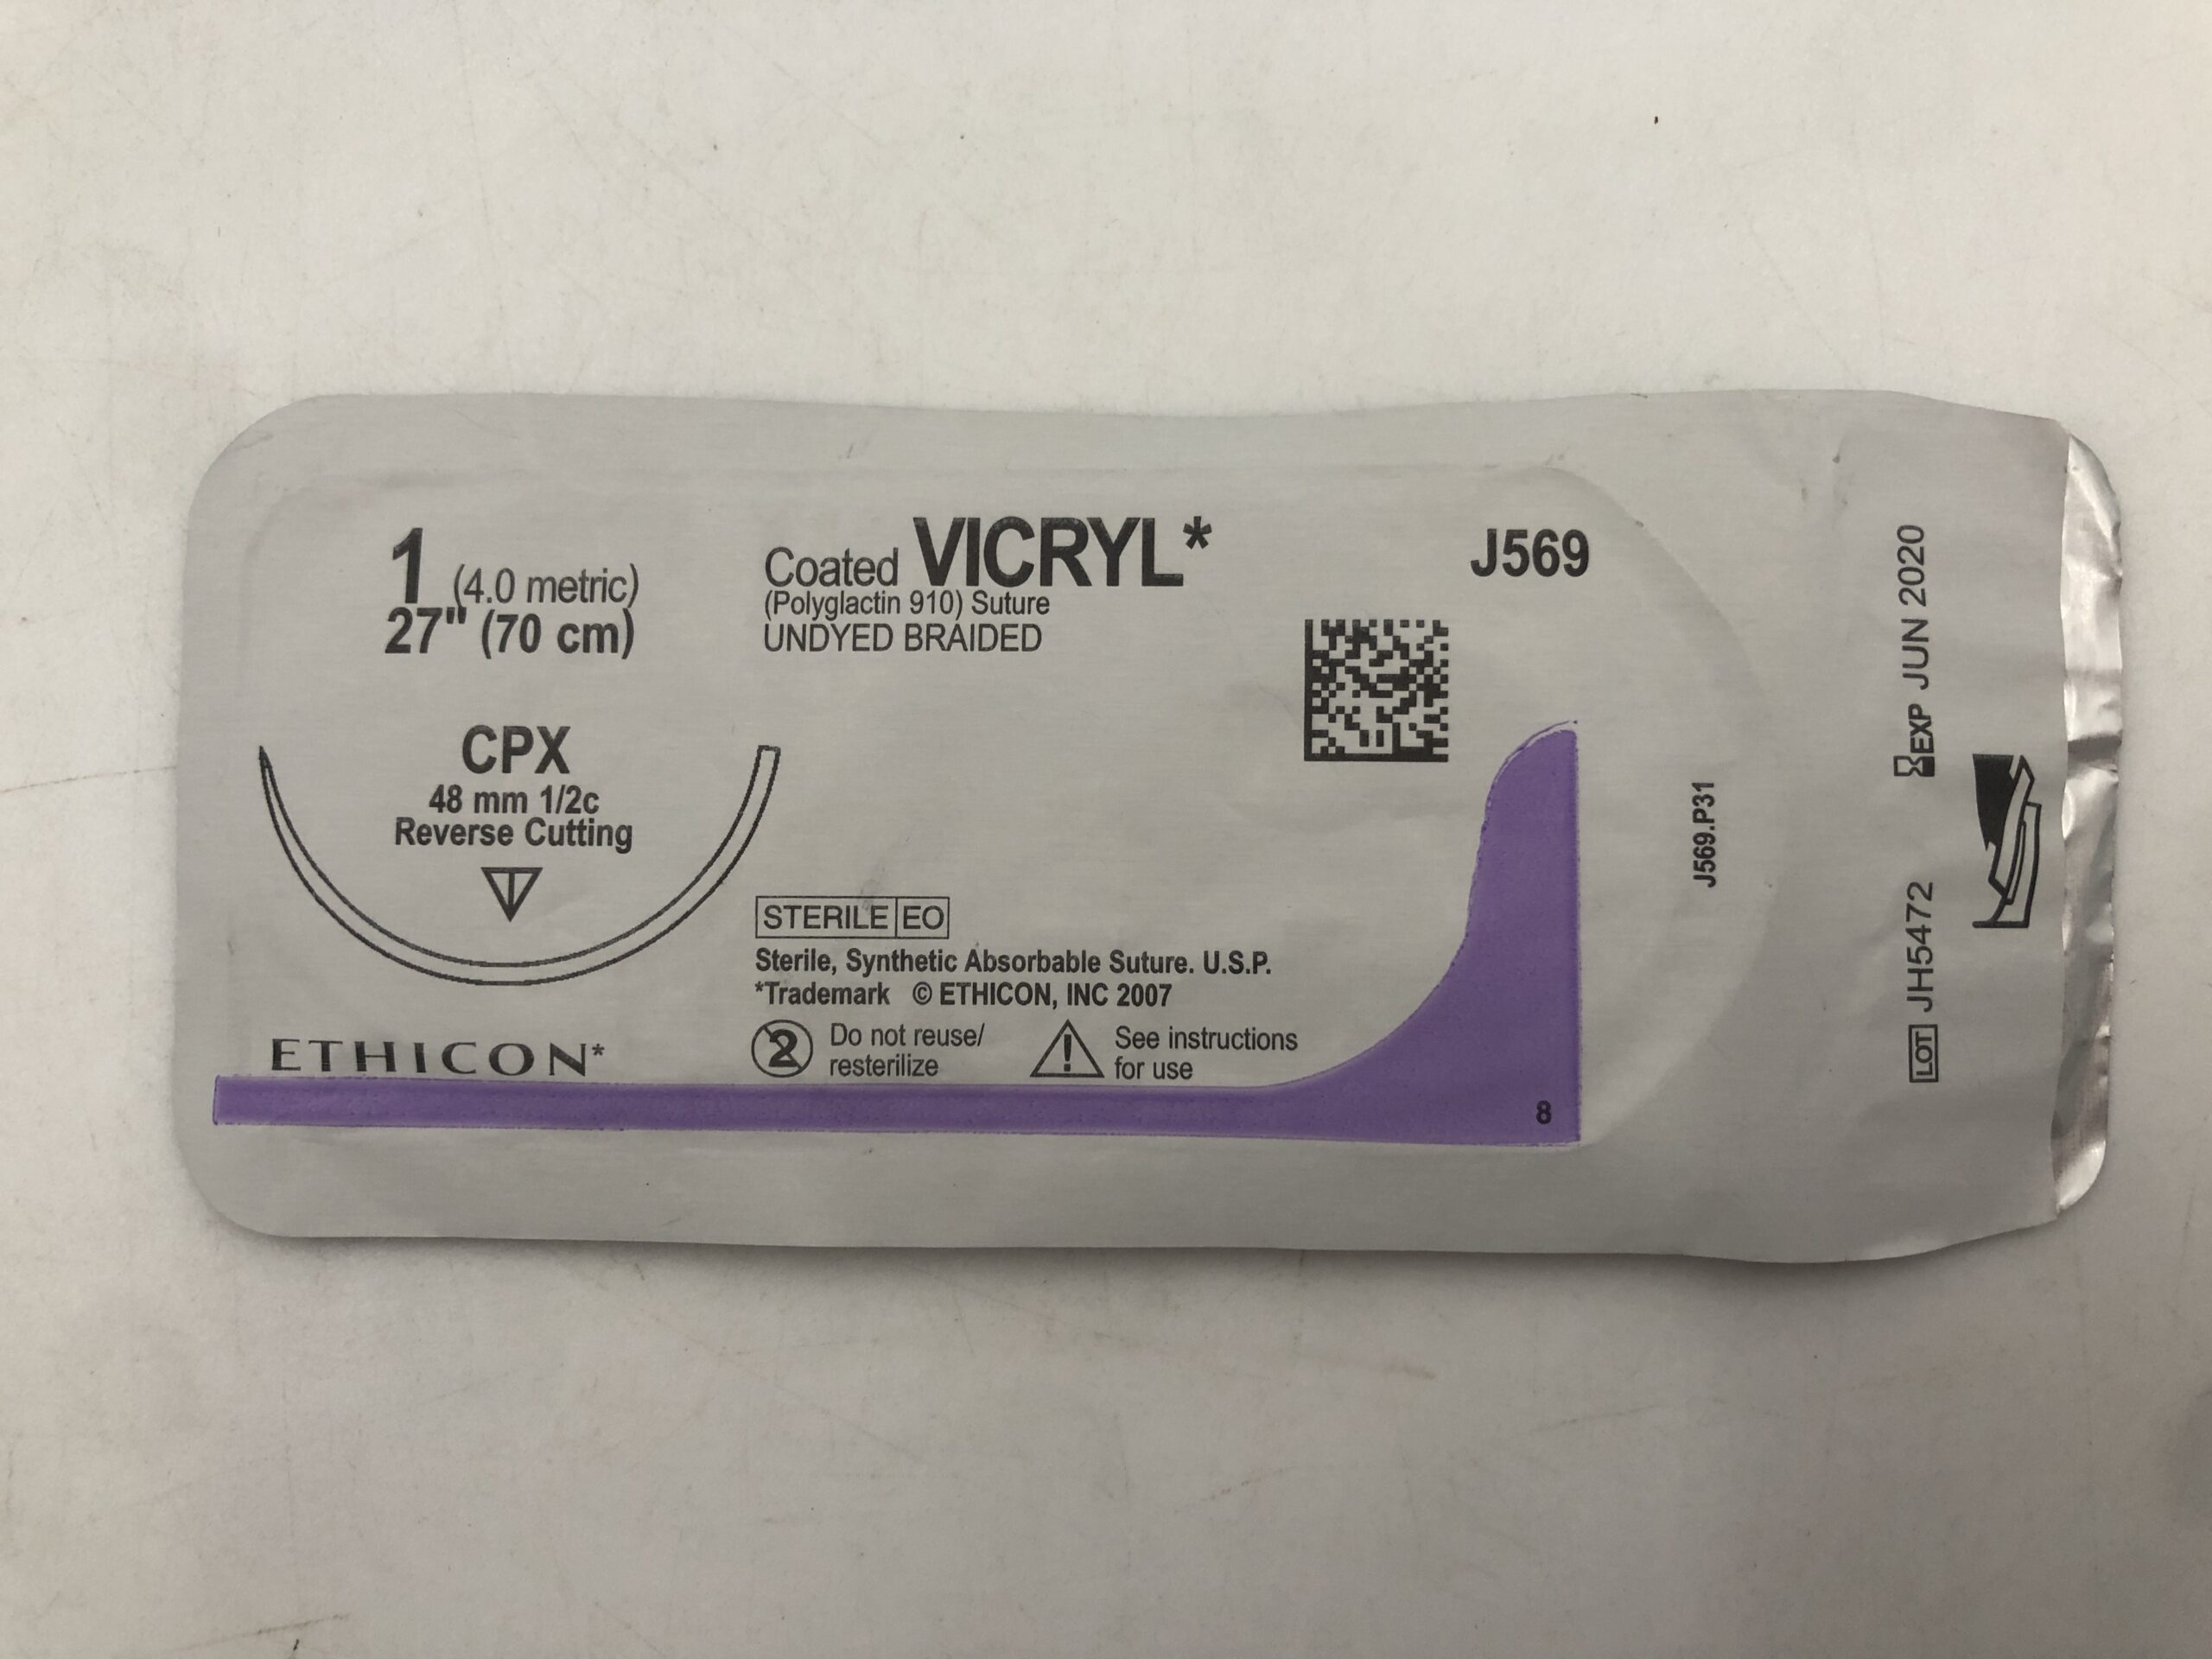 1 (4.0 metric)
27" (70 cm)
CPX
48 mm 1/2c
Reverse Cutting
ETHICON*
Coated VICRYL*
(Polyglactin 910) Suture
UNDYED BRAIDED
J569
STERILE EO
Sterile, Synthetic Absorbable Suture. U.S.P.
*Trademark © ETHICON, INC 2007
2 Do not reuse/
resterilize
! See instructions
for use
8
J569.P31
LOT JH5472
EXP JUN 2020